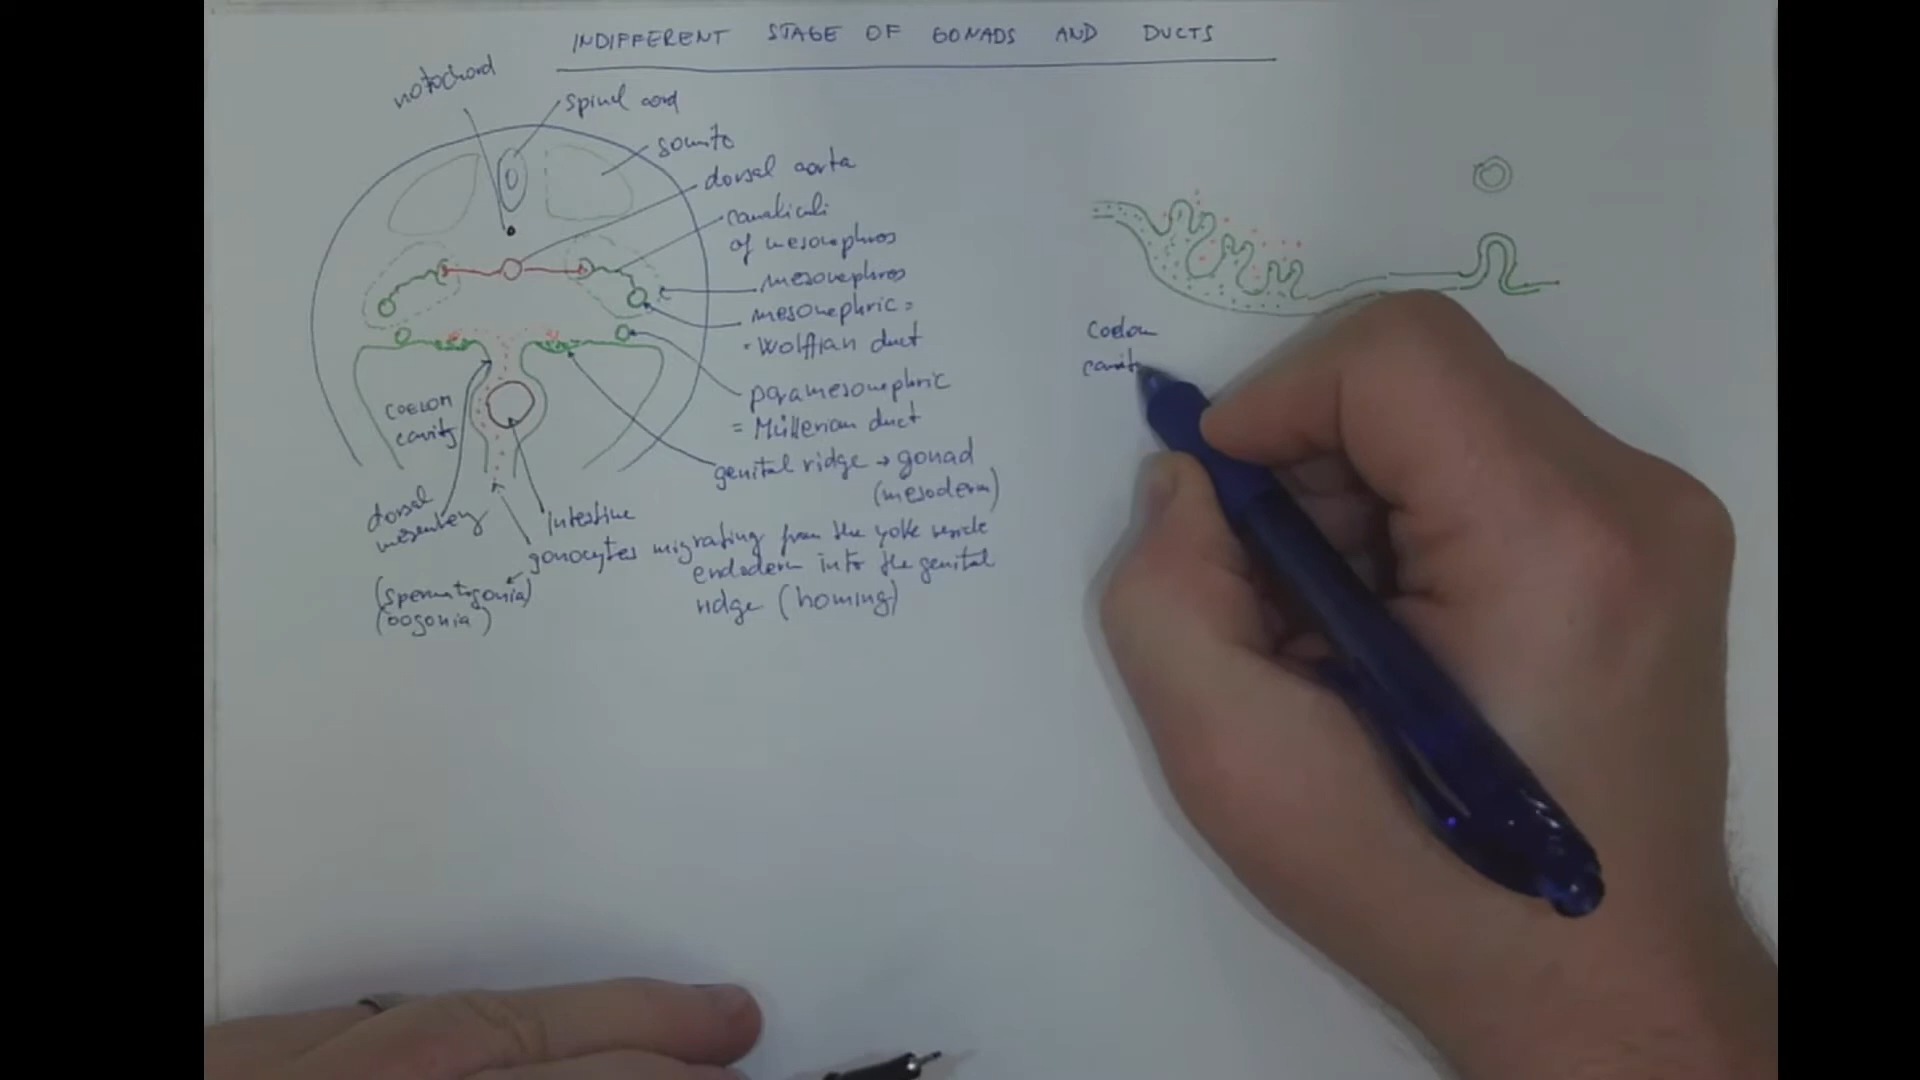 INDIFFERENT STAGE OF GONADS AND DUCTS
notochord
spinal cord
somite
dorsal aorta
canaliculi
of mesonephros
mesonephros
mesonephric =
= Wolffian duct
paramesonephric
= Müllerian duct
genital ridge → gonad
(mesoderm)
coelom
cavity
dorsal
mesentery
Intestine
gonocytes migrating from the yolk vesicle
endoderm into the genital
ridge (homing)
(spermatogonia)
(oogonia)
Coelom
cavity